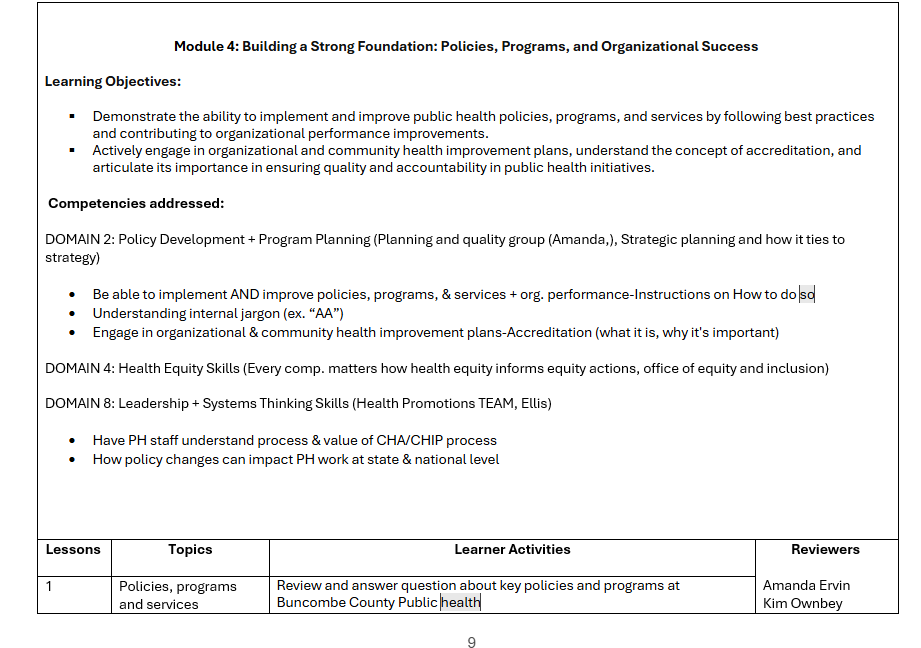 Module 4: Building a Strong Foundation: Policies, Programs, and Organizational Success
Learning Objectives:
▪ Demonstrate the ability to implement and improve public health policies, programs, and services by following best practices
and contributing to organizational performance improvements.
▪ Actively engage in organizational and community health improvement plans, understand the concept of accreditation, and
articulate its importance in ensuring quality and accountability in public health initiatives.
Competencies addressed:
DOMAIN 2: Policy Development + Program Planning (Planning and quality group (Amanda,), Strategic planning and how it ties to
strategy)
• Be able to implement AND improve policies, programs, & services + org. performance-Instructions on How to do so
• Understanding internal jargon (ex. “AA”)
• Engage in organizational & community health improvement plans-Accreditation (what it is, why it's important)
DOMAIN 4: Health Equity Skills (Every comp. matters how health equity informs equity actions, office of equity and inclusion)
DOMAIN 8: Leadership + Systems Thinking Skills (Health Promotions TEAM, Ellis)
• Have PH staff understand process & value of CHA/CHIP process
• How policy changes can impact PH work at state & national level
Lessons Topics Learner Activities Reviewers
1 Policies, programs Review and answer question about key policies and programs at Amanda Ervin
and services Buncombe County Public health Kim Ownbey
9